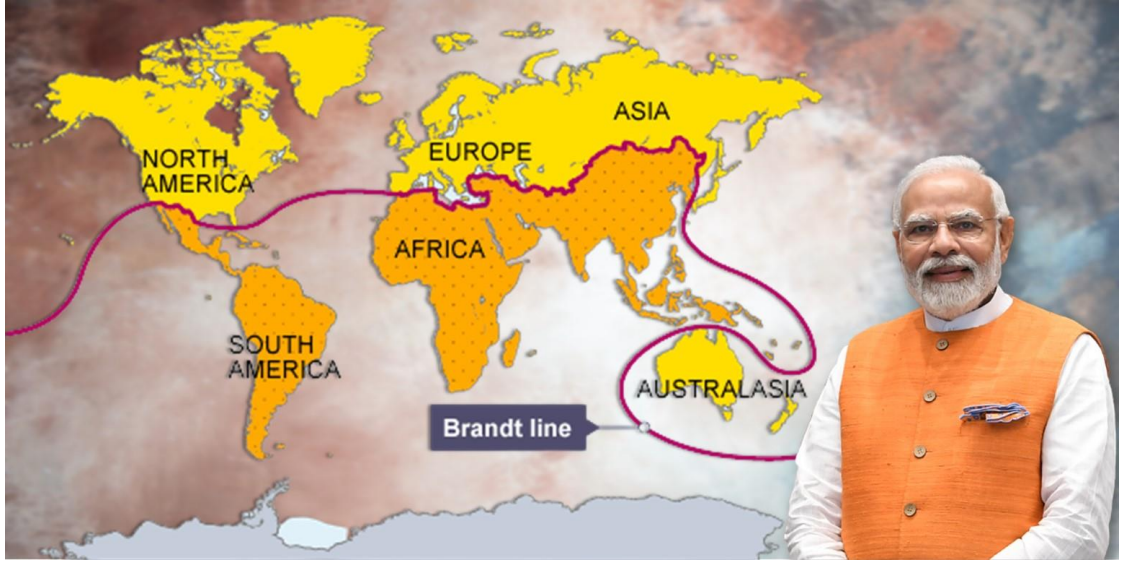 ASIA
NORTH
AMERICA
EUROPE
AFRICA
SOUTH
AMERICA
AUSTRALASIA
Brandt line